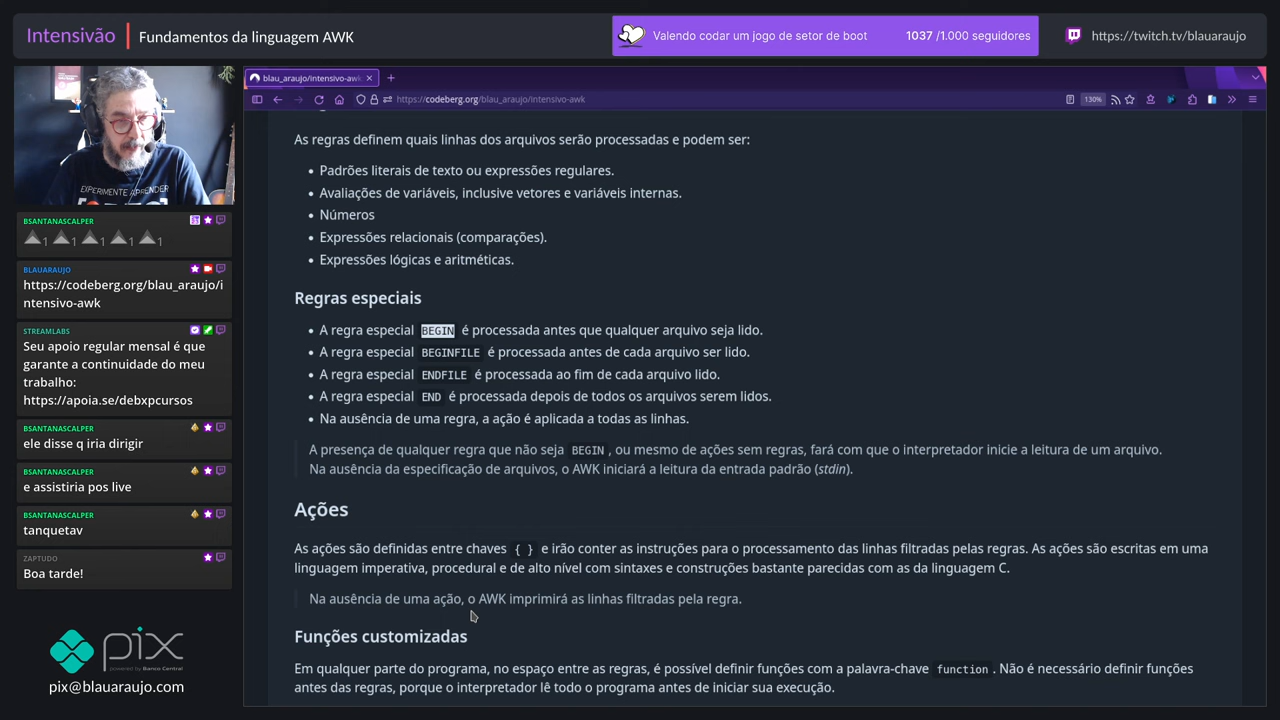 Intensivão
Fundamentos da linguagem AWK
Valendo codar um jogo de setor de boot
1037 /1.000 seguidores
https://twitch.tv/blauaraujo
EXPERIMENTE APRENDER
BSANTANASCALPER
1 1 1 1 1
BLAUARAUJO
https://codeberg.org/blau_araujo/i
ntensivo-awk
STREAMLABS
Seu apoio regular mensal é que
garante a continuidade do meu
trabalho:
https://apoia.se/debxpcursos
BSANTANASCALPER
ele disse q iria dirigir
BSANTANASCALPER
e assistiria pos live
BSANTANASCALPER
tanquetav
ZAPTUDO
Boa tarde!
pix
powered by Banco Central
pix@blauaraujo.com
blau_araujo/intensivo-awk
https://codeberg.org/blau_araujo/intensivo-awk
130%
As regras definem quais linhas dos arquivos serão processadas e podem ser:
• Padrões literais de texto ou expressões regulares.
• Avaliações de variáveis, inclusive vetores e variáveis internas.
• Números
• Expressões relacionais (comparações).
• Expressões lógicas e aritméticas.
Regras especiais
• A regra especial BEGIN é processada antes que qualquer arquivo seja lido.
• A regra especial BEGINFILE é processada antes de cada arquivo ser lido.
• A regra especial ENDFILE é processada ao fim de cada arquivo lido.
• A regra especial END é processada depois de todos os arquivos serem lidos.
• Na ausência de uma regra, a ação é aplicada a todas as linhas.
A presença de qualquer regra que não seja BEGIN , ou mesmo de ações sem regras, fará com que o interpretador inicie a leitura de um arquivo.
Na ausência da especificação de arquivos, o AWK iniciará a leitura da entrada padrão (stdin).
Ações
As ações são definidas entre chaves { } e irão conter as instruções para o processamento das linhas filtradas pelas regras. As ações são escritas em uma
linguagem imperativa, procedural e de alto nível com sintaxes e construções bastante parecidas com as da linguagem C.
Na ausência de uma ação, o AWK imprimirá as linhas filtradas pela regra.
Funções customizadas
Em qualquer parte do programa, no espaço entre as regras, é possível definir funções com a palavra-chave function . Não é necessário definir funções
antes das regras, porque o interpretador lê todo o programa antes de iniciar sua execução.